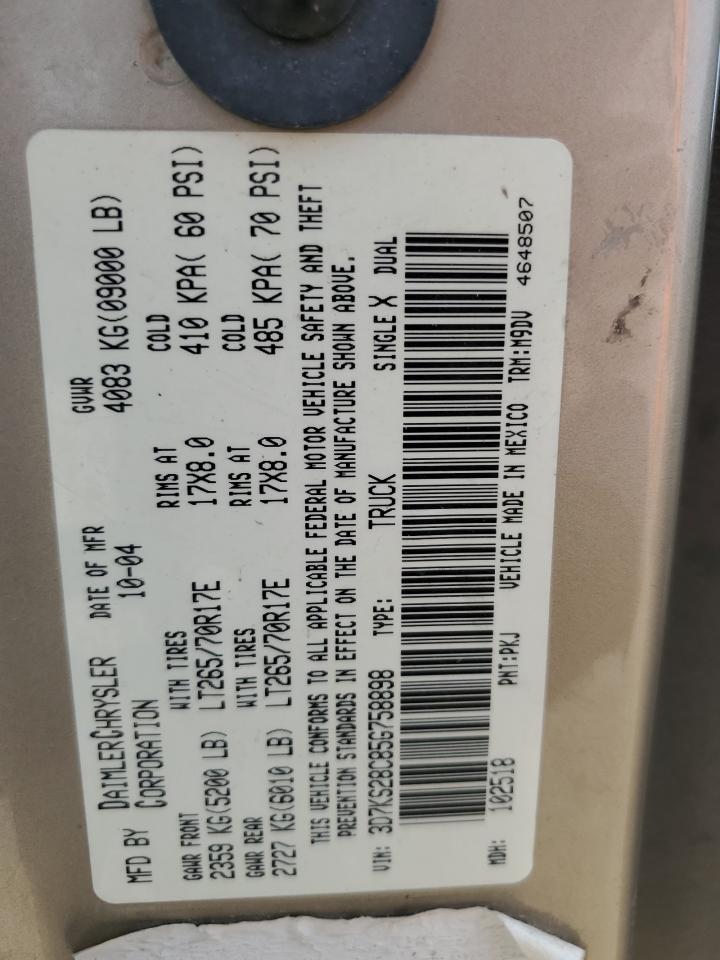 MFD BY DAIMLERCHRYSLER CORPORATION
DATE OF MFR 10-04
GVWR 4083 KG(09000 LB)
GAWR FRONT WITH TIRES RIMS AT COLD
2359 KG(5200 LB) LT265/70R17E 17X8.0 410 KPA( 60 PSI)
GAWR REAR WITH TIRES RIMS AT COLD
2727 KG(6010 LB) LT265/70R17E 17X8.0 485 KPA( 70 PSI)
THIS VEHICLE CONFORMS TO ALL APPLICABLE FEDERAL MOTOR VEHICLE SAFETY AND THEFT
PREVENTION STANDARDS IN EFFECT ON THE DATE OF MANUFACTURE SHOWN ABOVE.
VIN: 3D7KS28C85G758898 TYPE: TRUCK SINGLE X DUAL
MDH: 102518 PNT:PKJ VEHICLE MADE IN MEXICO TRM:M9DV 4648507